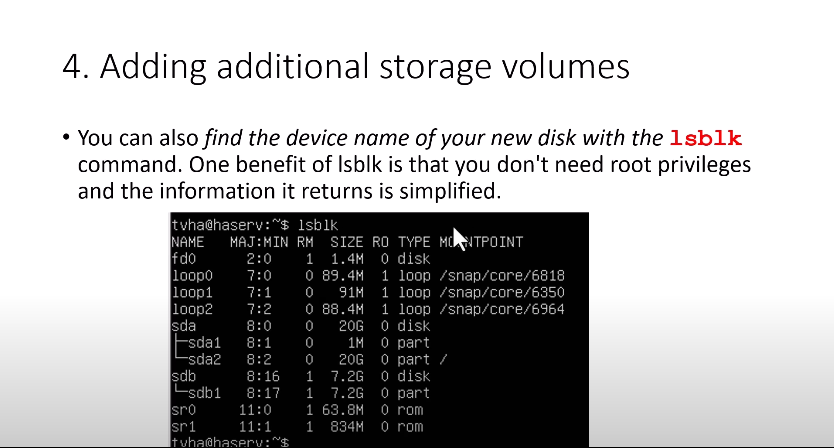 4. Adding additional storage volumes
• You can also find the device name of your new disk with the lsblk
command. One benefit of lsblk is that you don't need root privileges
and the information it returns is simplified.
tvha@haserv:~$ lsblk
NAME   MAJ:MIN RM  SIZE RO TYPE MOUNTPOINT
fd0      2:0    1  1.4M  0 disk
loop0    7:0    0 89.4M  1 loop /snap/core/6818
loop1    7:1    0   91M  1 loop /snap/core/6350
loop2    7:2    0 88.4M  1 loop /snap/core/6964
sda      8:0    0   20G  0 disk
├─sda1   8:1    0    1M  0 part
└─sda2   8:2    0   20G  0 part /
sdb      8:16   1  7.2G  0 disk
└─sdb1   8:17   1  7.2G  0 part
sr0     11:0    1 63.8M  0 rom
sr1     11:1    1  834M  0 rom
tvha@haserv:~$